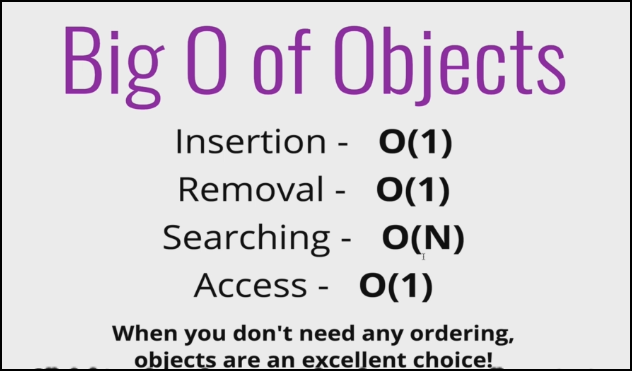 Big O of Objects
Insertion - O(1)
Removal - O(1)
Searching - O(N)
Access - O(1)
When you don't need any ordering,
objects are an excellent choice!